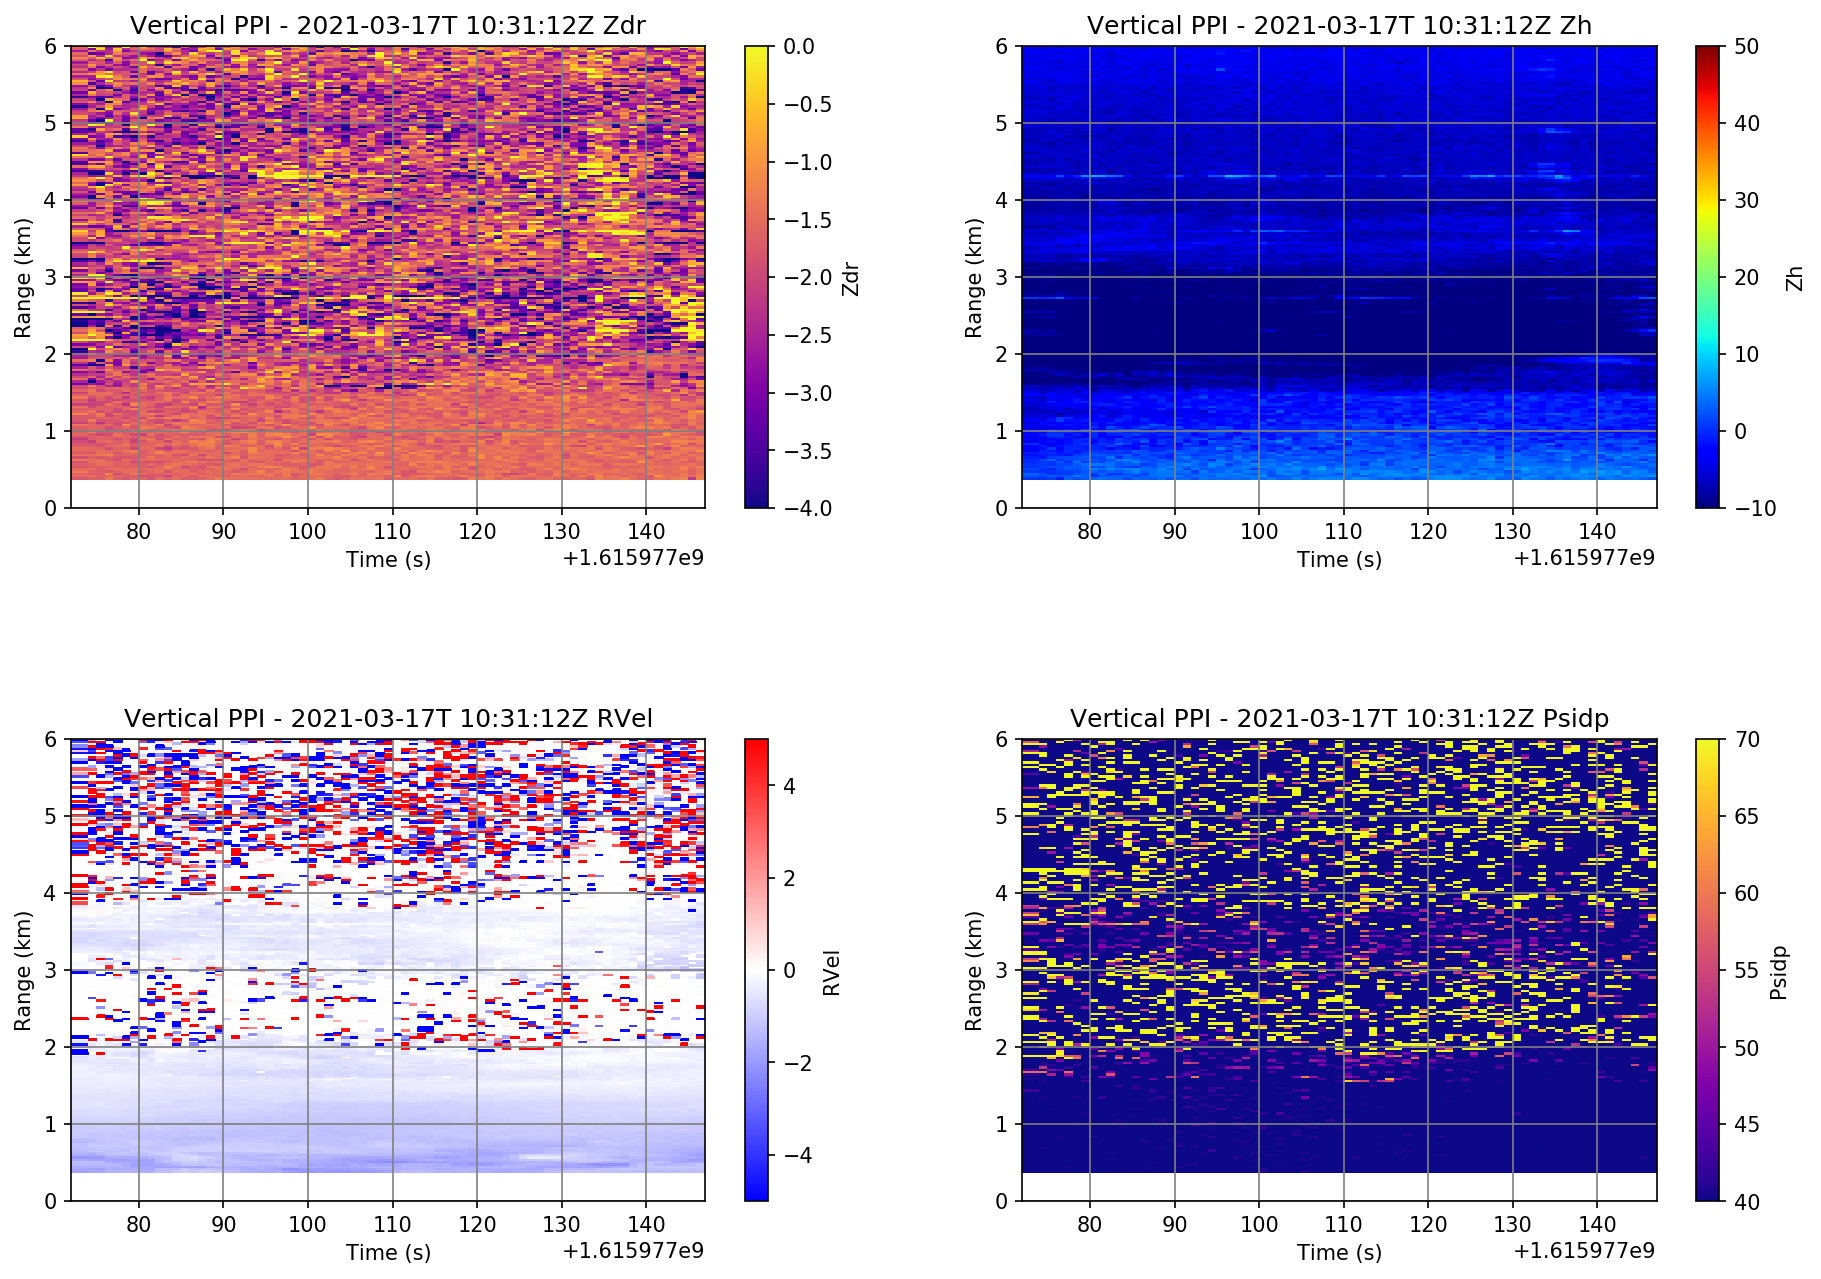 Vertical PPI - 2021-03-17T 10:31:12Z Zdr
6
5
4
3
2
1
0
Range (km)
80 90 100 110 120 130 140
Time (s)
+1.615977e9
0.0
−0.5
−1.0
−1.5
−2.0
−2.5
−3.0
−3.5
−4.0
Zdr
Vertical PPI - 2021-03-17T 10:31:12Z Zh
6
5
4
3
2
1
0
Range (km)
80 90 100 110 120 130 140
Time (s)
+1.615977e9
50
40
30
20
10
0
−10
Zh
Vertical PPI - 2021-03-17T 10:31:12Z RVel
6
5
4
3
2
1
0
Range (km)
80 90 100 110 120 130 140
Time (s)
+1.615977e9
4
2
0
−2
−4
RVel
Vertical PPI - 2021-03-17T 10:31:12Z Psidp
6
5
4
3
2
1
0
Range (km)
80 90 100 110 120 130 140
Time (s)
+1.615977e9
70
65
60
55
50
45
40
Psidp